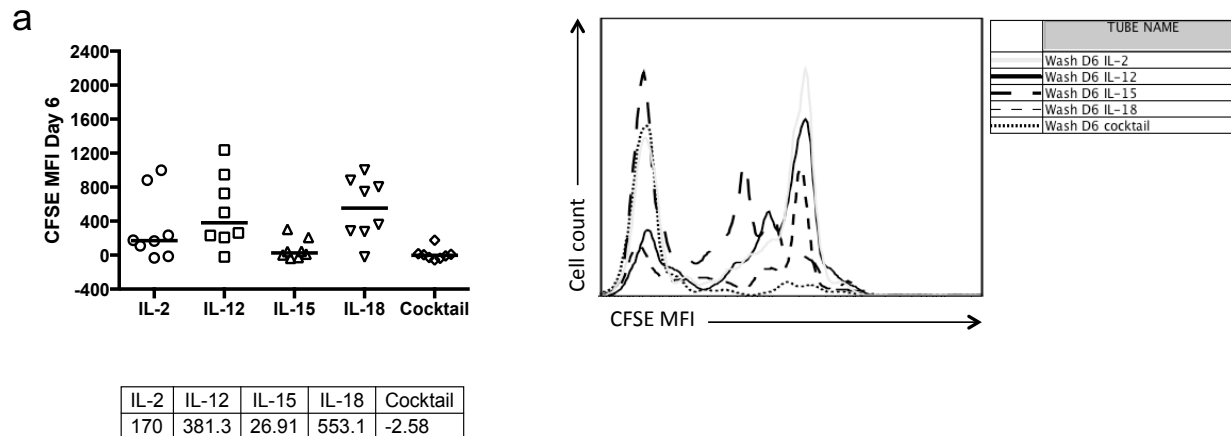 a
2400
2000
1600
1200
800
400
0
-400
CFSE MFI Day 6
IL-2 IL-12 IL-15 IL-18 Cocktail
IL-2 IL-12 IL-15 IL-18 Cocktail
170 381.3 26.91 553.1 -2.58
Cell count
CFSE MFI
TUBE NAME
Wash D6 IL-2
Wash D6 IL-12
Wash D6 IL-15
Wash D6 IL-18
Wash D6 cocktail